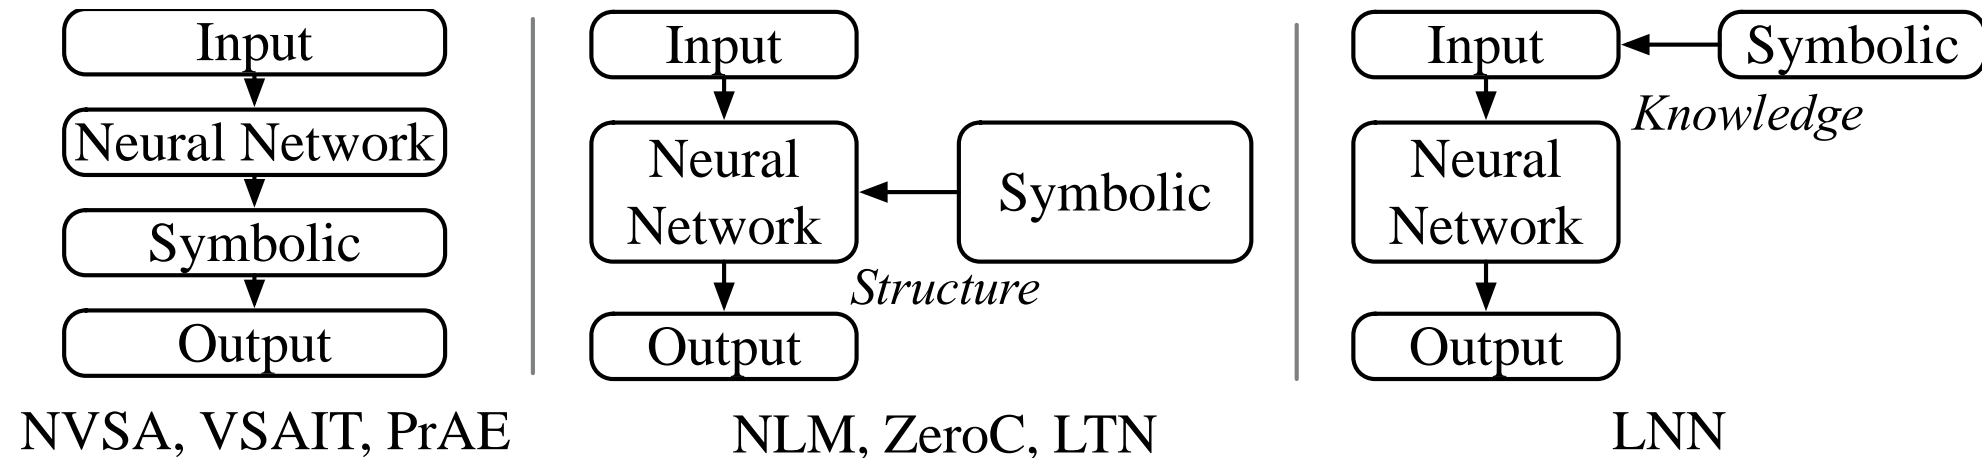 Input
Neural Network
Symbolic
Output
NVSA, VSAIT, PrAE
Input
Neural
Network
Symbolic
Structure
Output
NLM, ZeroC, LTN
Input
Symbolic
Knowledge
Neural
Network
Output
LNN